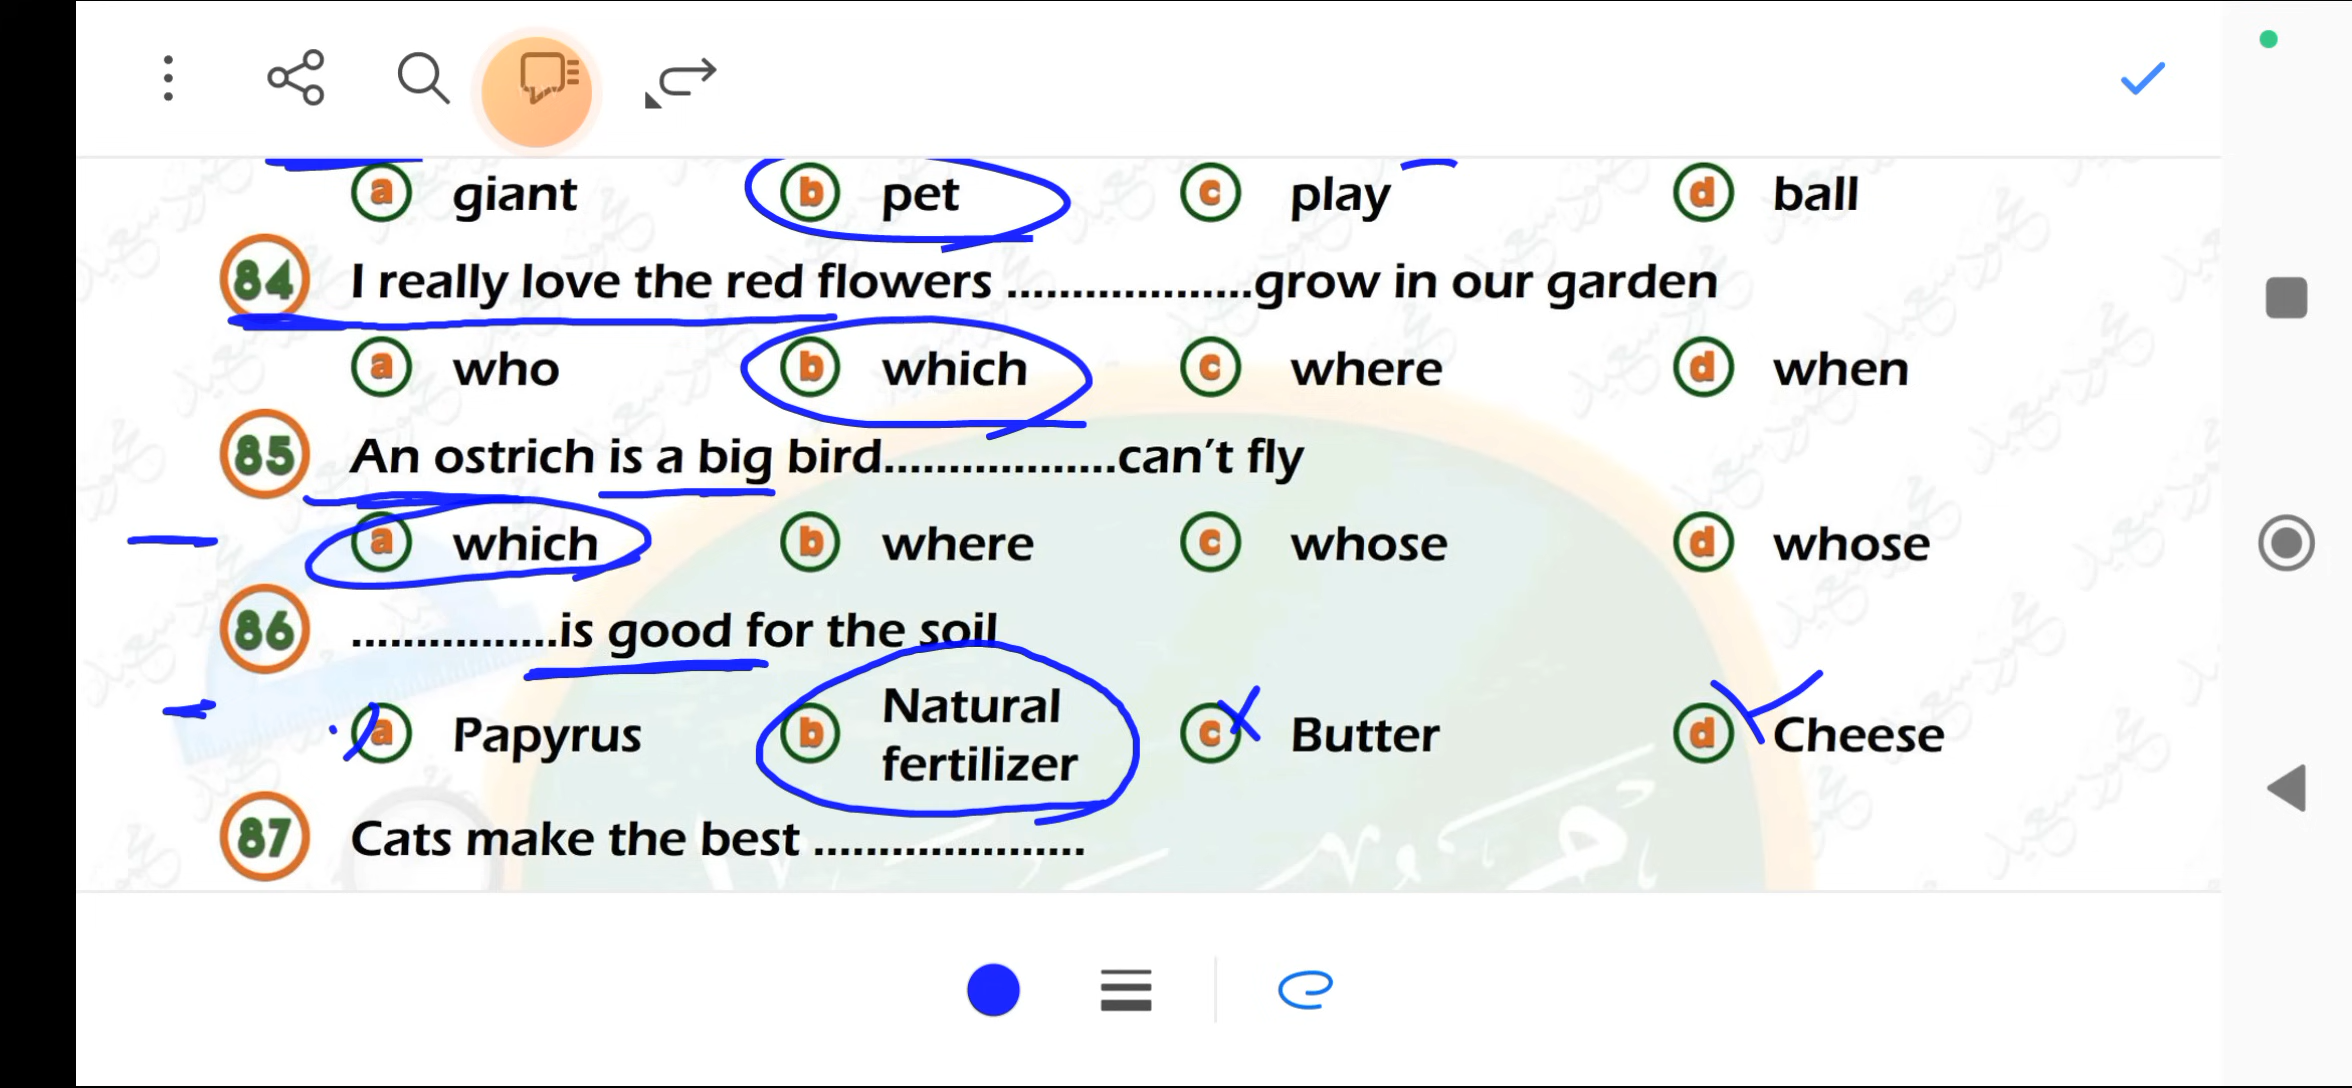 a giant b pet c play d ball
84 I really love the red flowers ...................grow in our garden
a who b which c where d when
85 An ostrich is a big bird..................can't fly
a which b where c whose d whose
86 ................is good for the soil
a Papyrus b Natural fertilizer c Butter d Cheese
87 Cats make the best .....................